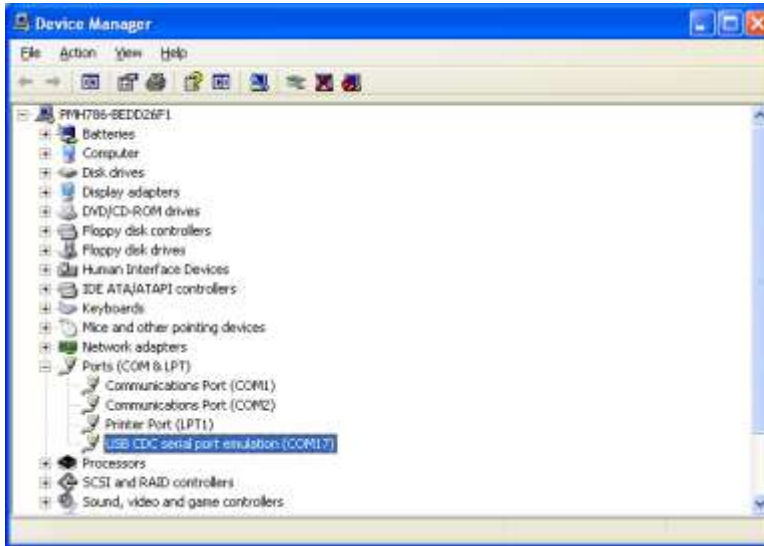 Device Manager
File Action View Help
PMH786-BEDD26F1
Batteries
Computer
Disk drives
Display adapters
DVD/CD-ROM drives
Floppy disk controllers
Floppy disk drives
Human Interface Devices
IDE ATA/ATAPI controllers
Keyboards
Mice and other pointing devices
Network adapters
Ports (COM & LPT)
Communications Port (COM1)
Communications Port (COM2)
Printer Port (LPT1)
USB CDC serial port emulation (COM17)
Processors
SCSI and RAID controllers
Sound, video and game controllers